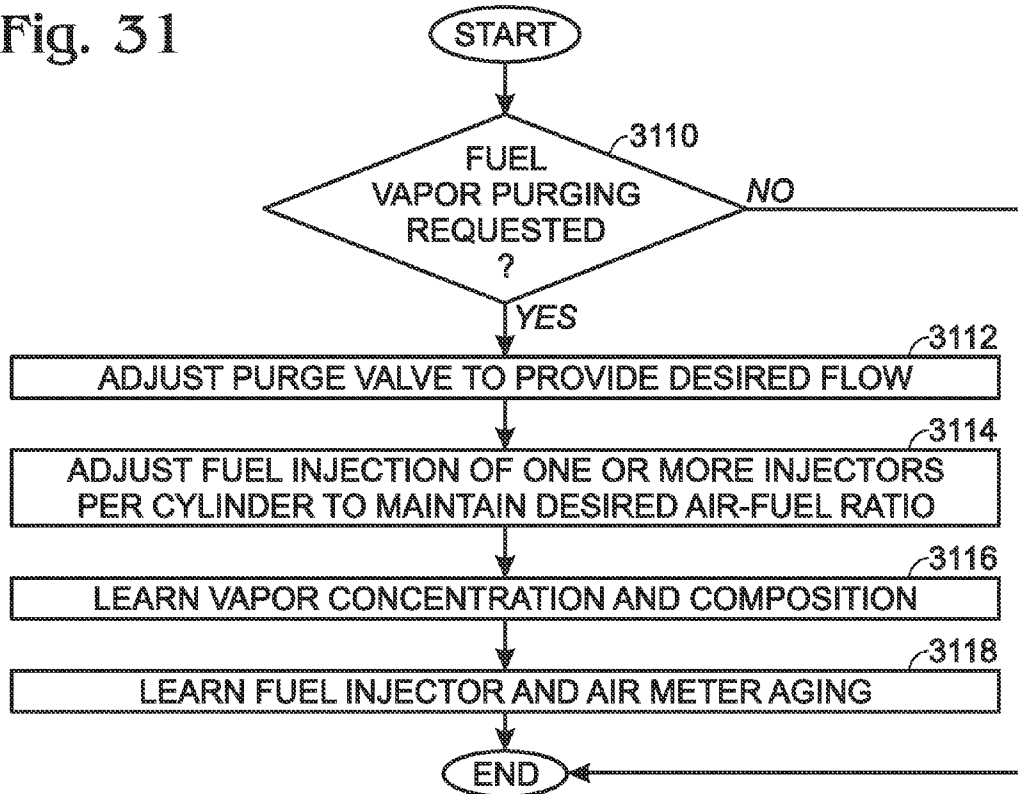 Fig. 31
START
3110
FUEL
VAPOR PURGING
REQUESTED
?
NO
YES
3112
ADJUST PURGE VALVE TO PROVIDE DESIRED FLOW
3114
ADJUST FUEL INJECTION OF ONE OR MORE INJECTORS
PER CYLINDER TO MAINTAIN DESIRED AIR-FUEL RATIO
3116
LEARN VAPOR CONCENTRATION AND COMPOSITION
3118
LEARN FUEL INJECTOR AND AIR METER AGING
END